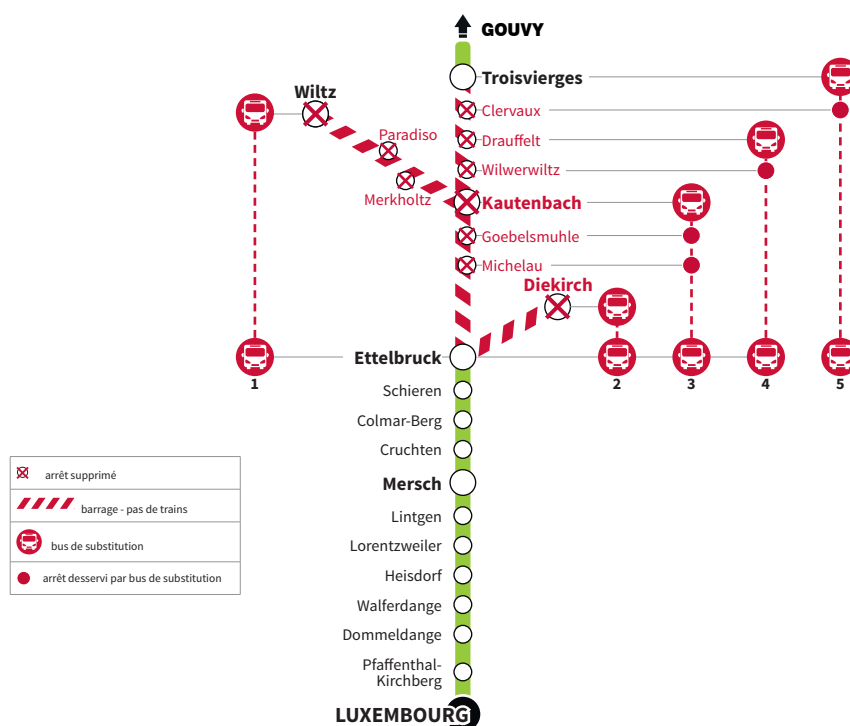 GOUVY
Troisvierges
Wiltz
Clervaux
Paradiso
Drauffelt
Wilwerwiltz
Merkholtz
Kautenbach
Goebelsmuhle
Michelau
Diekirch
Ettelbruck
1
2
3
4
5
Schieren
Colmar-Berg
Cruchten
Mersch
Lintgen
Lorentzweiler
Heisdorf
Walferdange
Dommeldange
Pfaffenthal-
Kirchberg
LUXEMBOURG
arrêt supprimé
barrage - pas de trains
bus de substitution
arrêt desservi par bus de substitution